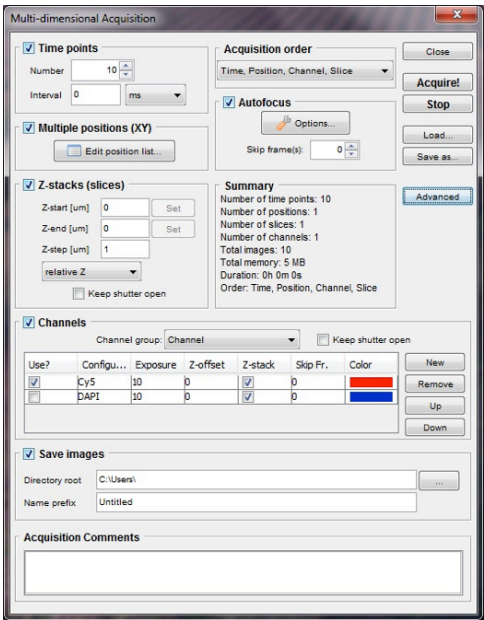 Multi-dimensional Acquisition
Time points
Number 10
Interval 0 ms
Acquisition order
Time, Position, Channel, Slice
Close
Acquire!
Stop
Load...
Save as...
Advanced
Multiple positions (XY)
Edit position list...
Autofocus
Options...
Skip frame(s): 0
Z-stacks (slices)
Z-start [um] 0 Set
Z-end [um] 0 Set
Z-step [um] 1
relative Z
Keep shutter open
Summary
Number of time points: 10
Number of positions: 1
Number of slices: 1
Number of channels: 1
Total images: 10
Total memory: 5 MB
Duration: 0h 0m 0s
Order: Time, Position, Channel, Slice
Channels
Channel group: Channel Keep shutter open
Use? Configu... Exposure Z-offset Z-stack Skip Fr. Color
Cy5 10 0 0
DAPI 10 0 0
New
Remove
Up
Down
Save images
Directory root C:\Users\ ...
Name prefix Untitled
Acquisition Comments